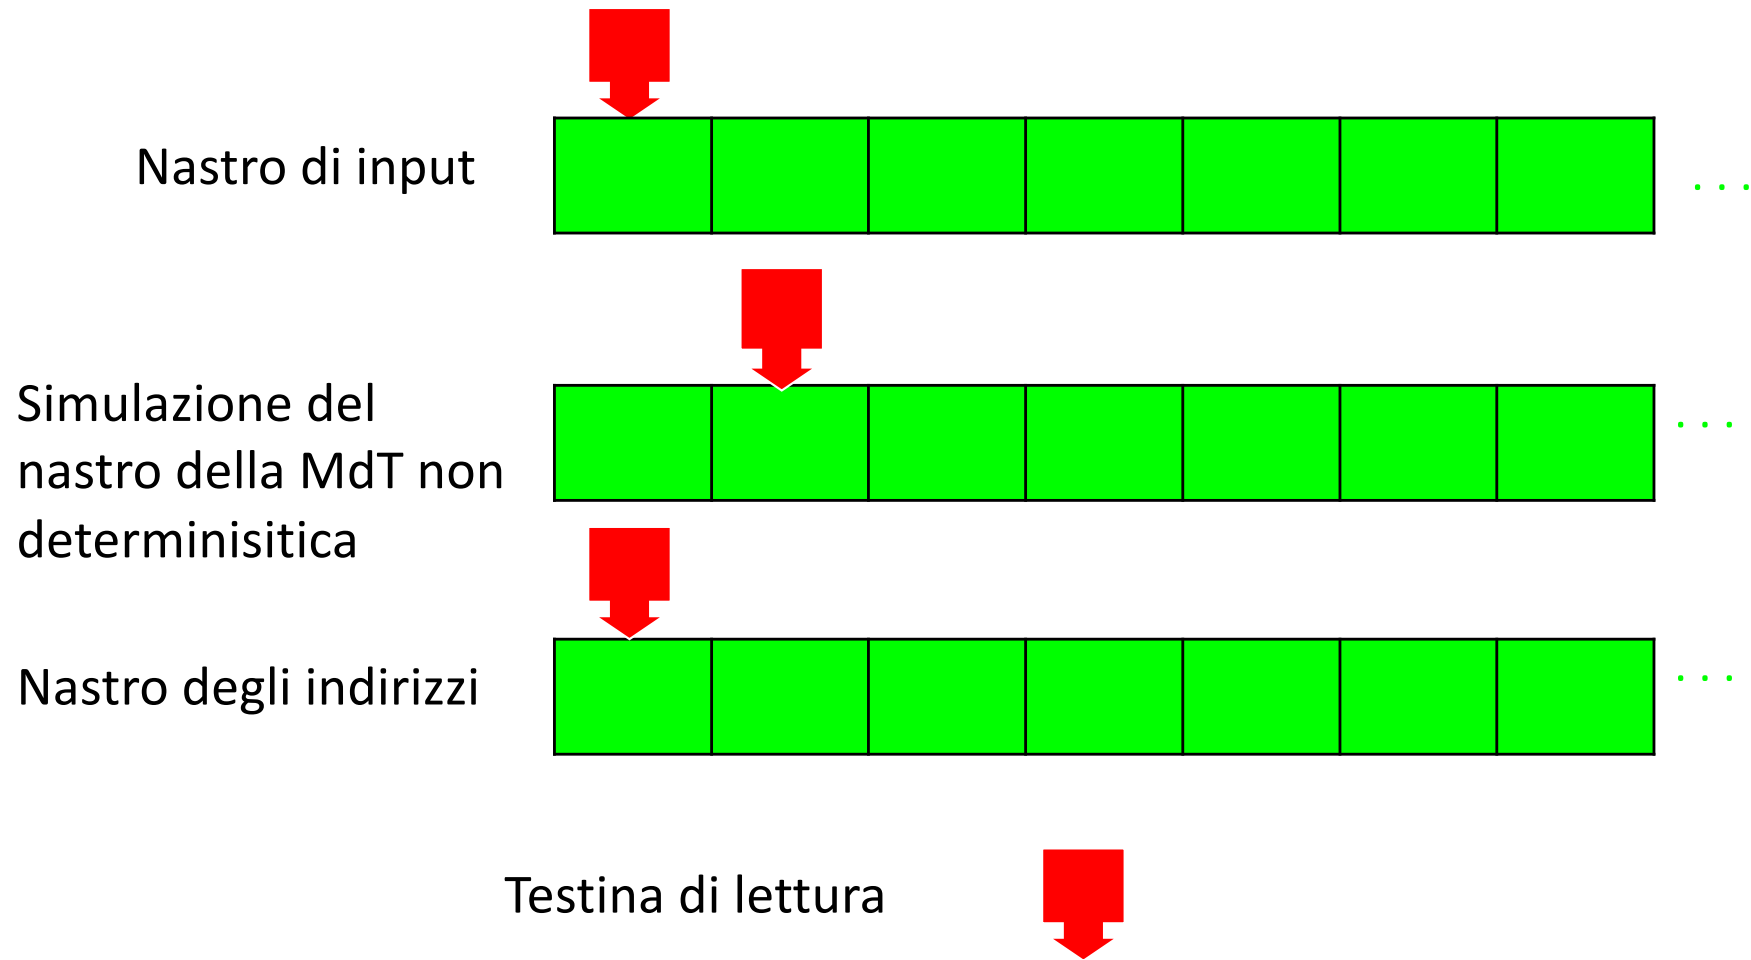 Nastro di input
. . .
Simulazione del
nastro della MdT non
determinisitica
. . .
Nastro degli indirizzi
. . .
Testina di lettura